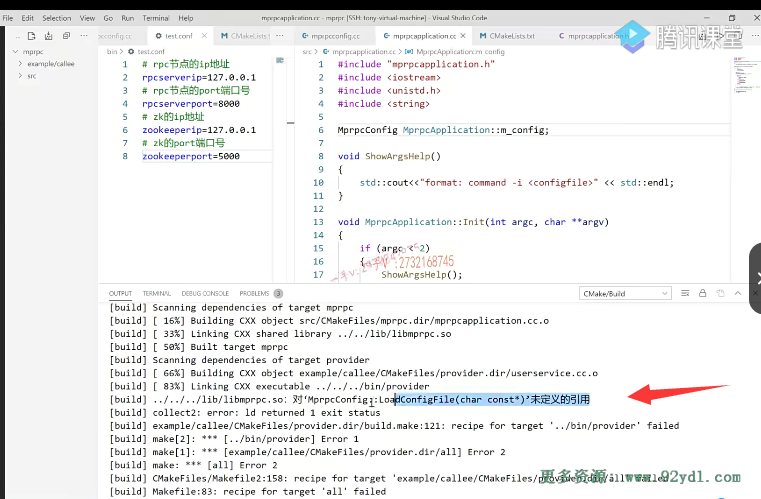 File Edit Selection View Go Run Terminal Help
mprpcapplication.cc - mprpc [SSH: tony-virtual-machine] - Visual Studio Code
mprpc
example/callee
src
test.conf
CMakeLists.t
bin > test.conf
1 # rpc节点的ip地址
2 rpcserverip=127.0.0.1
3 # rpc节点的port端口号
4 rpcserverport=8000
5 # zk的ip地址
6 zookeeperip=127.0.0.1
7 # zk的port端口号
8 zookeeperport=5000
mprpcconfig.cc
mprpcapplication.cc
CMakeLists.txt
mprpcapplication.h
腾讯课堂
src > mprpcapplication.cc > MprpcApplication::m_config
1 #include "mprpcapplication.h"
2 #include <iostream>
3 #include <unistd.h>
4 #include <string>
5
6 MprpcConfig MprpcApplication::m_config;
7
8 void ShowArgsHelp()
9 {
10 std::cout<<"format: command -i <configfile>" << std::endl;
11 }
12
13 void MprpcApplication::Init(int argc, char **argv)
14 {
15 if (argc < 2)
16 {
17 ShowArgsHelp();
:2732168745
OUTPUT TERMINAL DEBUG CONSOLE PROBLEMS 3
CMake/Build
[build] Scanning dependencies of target mprpc
[build] [ 16%] Building CXX object src/CMakeFiles/mprpc.dir/mprpcapplication.cc.o
[build] [ 33%] Linking CXX shared library ../../lib/libmprpc.so
[build] [ 50%] Built target mprpc
[build] Scanning dependencies of target provider
[build] [ 66%] Building CXX object example/callee/CMakeFiles/provider.dir/userservice.cc.o
[build] [ 83%] Linking CXX executable ../../../bin/provider
[build] ../../../lib/libmprpc.so：对‘MprpcConfig::LoadConfigFile(char const*)’未定义的引用
[build] collect2: error: ld returned 1 exit status
[build] example/callee/CMakeFiles/provider.dir/build.make:121: recipe for target '../bin/provider' failed
[build] make[2]: *** [../bin/provider] Error 1
[build] make[1]: *** [example/callee/CMakeFiles/provider.dir/all] Error 2
[build] make: *** [all] Error 2
[build] CMakeFiles/Makefile2:158: recipe for target 'example/callee/CMakeFiles/provider.dir/all' failed
[build] Makefile:83: recipe for target 'all' failed
更多资源：www.92ydl.com